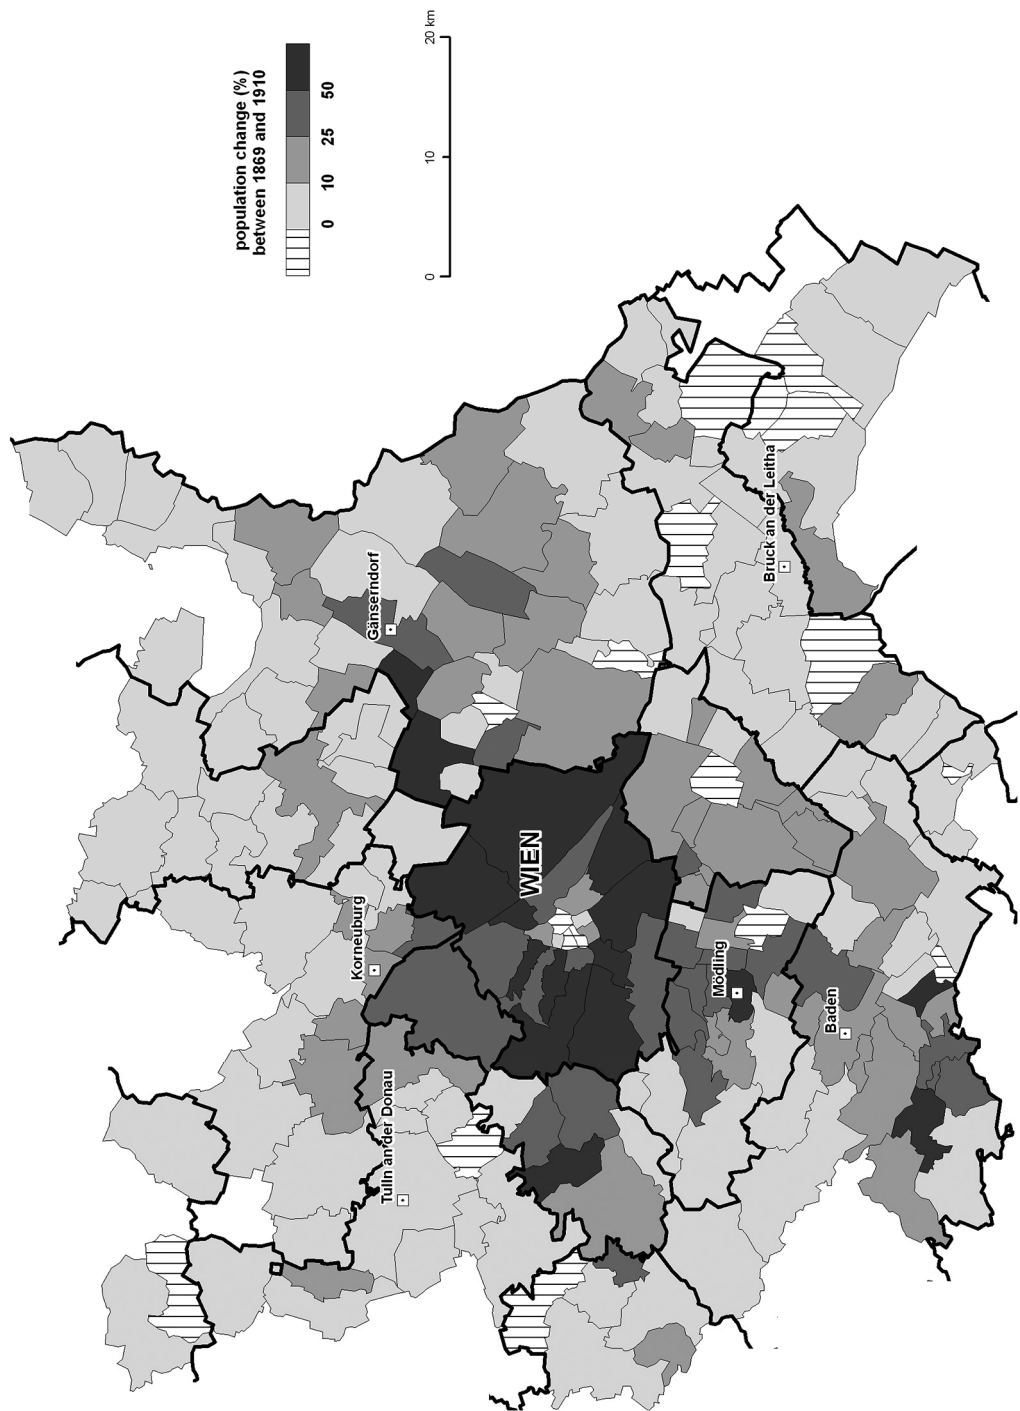 population change (%)
between 1869 and 1910
0
10
25
50
0
10
20 km
Gänserndorf
Bruck an der Leitha
WIEN
Korneuburg
Mödling
Baden
Tulln an der Donau